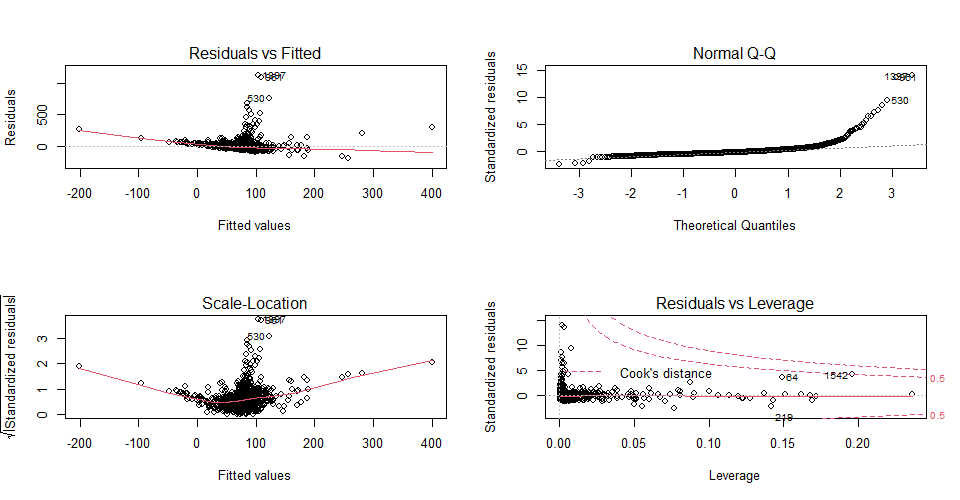 Residuals vs Fitted
Residuals
0 500
530
-200 -100 0 100 200 300 400
Fitted values
Normal Q-Q
Standardized residuals
0 5 10 15
530
-3 -2 -1 0 1 2 3
Theoretical Quantiles
Scale-Location
√|Standardized residuals|
0 1 2 3
530
-200 -100 0 100 200 300 400
Fitted values
Residuals vs Leverage
Standardized residuals
0 5 10
Cook's distance
64
1542
219
0.5
0.5
0.00 0.05 0.10 0.15 0.20
Leverage